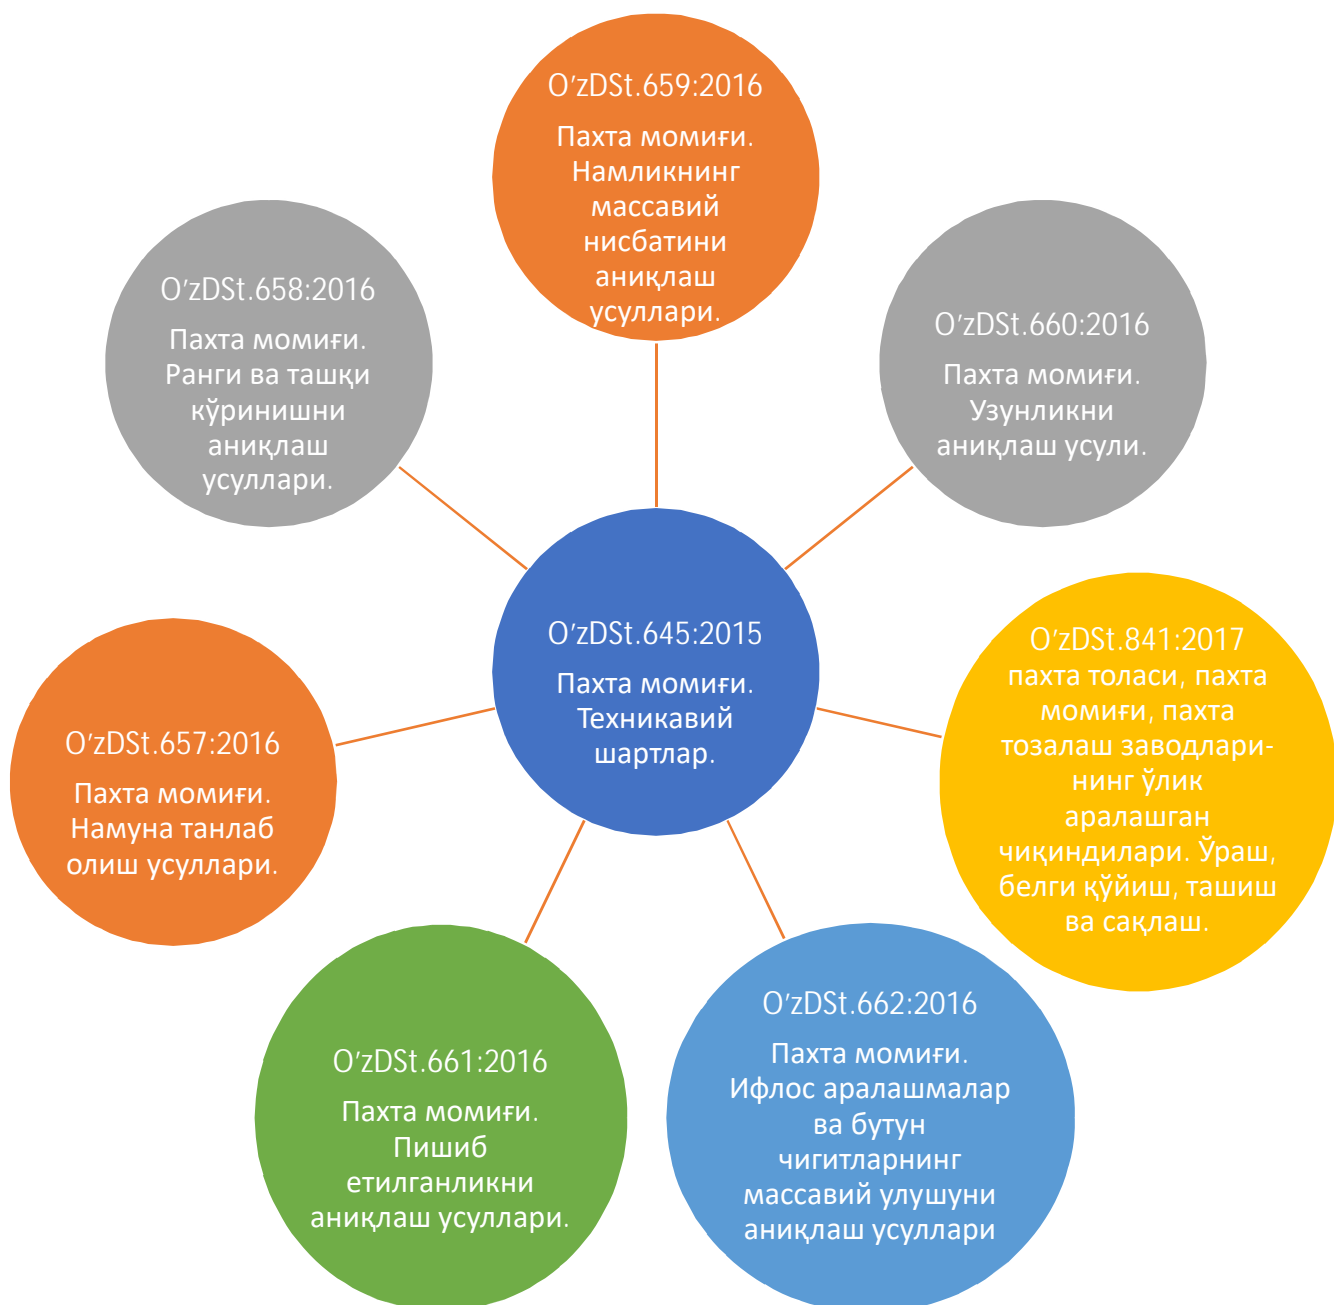 O'zDSt.659:2016
Пахта момиғи.
Намликнинг
массавий
нисбатини
аниқлаш
усуллари.
O'zDSt.658:2016
Пахта момиғи.
Ранги ва ташқи
кўринишни
аниқлаш
усуллари.
O'zDSt.660:2016
Пахта момиғи.
Узунликни
аниқлаш усули.
O'zDSt.645:2015
Пахта момиғи.
Техникавий
шартлар.
O'zDSt.841:2017
пахта толаси, пахта
момиғи, пахта
тозалаш заводлари-
нинг ўлик
аралашган
чиқиндилари. Ўраш,
белги қўйиш, ташиш
ва сақлаш.
O'zDSt.657:2016
Пахта момиғи.
Намуна танлаб
олиш усуллари.
O'zDSt.661:2016
Пахта момиғи.
Пишиб
етилганликни
аниқлаш усуллари.
O'zDSt.662:2016
Пахта момиғи.
Ифлос аралашмалар
ва бутун
чигитларнинг
массавий улушуни
аниқлаш усуллари